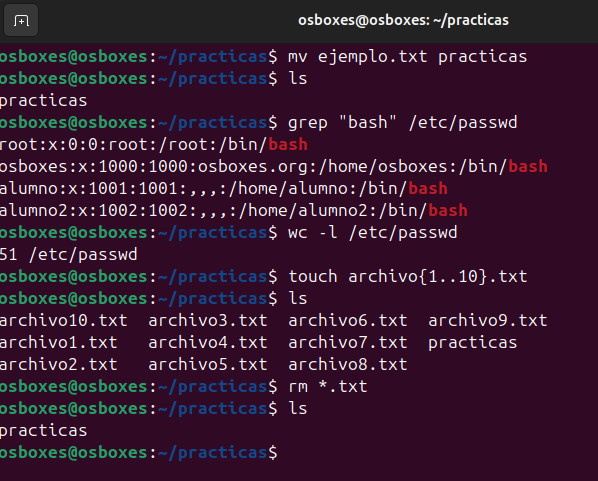 osboxes@osboxes: ~/practicas
osboxes@osboxes:~/practicas$ mv ejemplo.txt practicas
osboxes@osboxes:~/practicas$ ls
practicas
osboxes@osboxes:~/practicas$ grep "bash" /etc/passwd
root:x:0:0:root:/root:/bin/bash
osboxes:x:1000:1000:osboxes.org:/home/osboxes:/bin/bash
alumno:x:1001:1001:,,,:/home/alumno:/bin/bash
alumno2:x:1002:1002:,,,:/home/alumno2:/bin/bash
osboxes@osboxes:~/practicas$ wc -l /etc/passwd
51 /etc/passwd
osboxes@osboxes:~/practicas$ touch archivo{1..10}.txt
osboxes@osboxes:~/practicas$ ls
archivo10.txt  archivo3.txt  archivo6.txt  archivo9.txt
archivo1.txt   archivo4.txt  archivo7.txt  practicas
archivo2.txt   archivo5.txt  archivo8.txt
osboxes@osboxes:~/practicas$ rm *.txt
osboxes@osboxes:~/practicas$ ls
practicas
osboxes@osboxes:~/practicas$